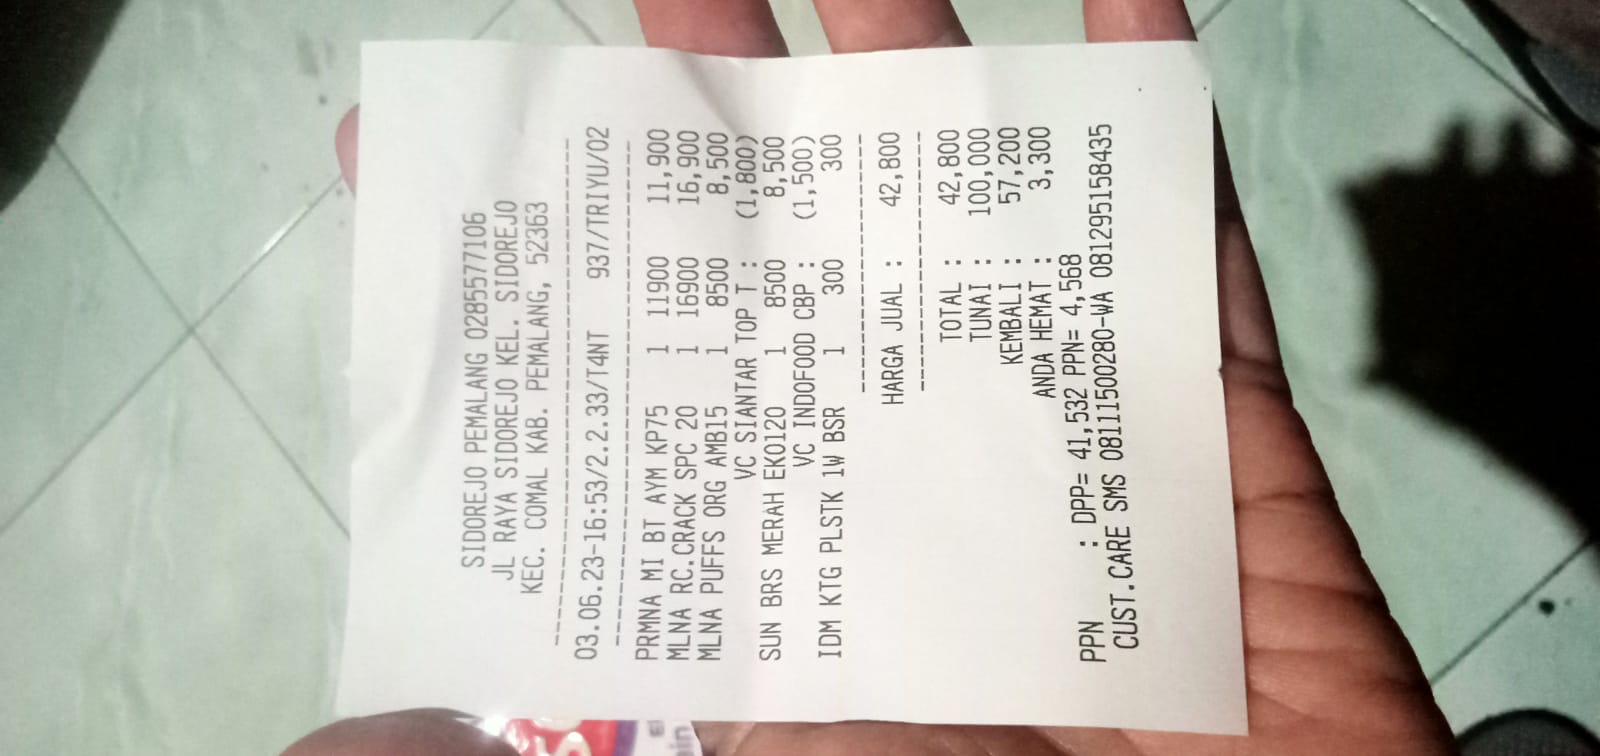 SIDOREJO PEMALANG 0285577106
JL RAYA SIDOREJO KEL. SIDOREJO
KEC. COMAL KAB. PEMALANG, 52363
--------------------------------------
03.06.23-16:53/2.2.33/T4NT 937/TRIYU/02
--------------------------------------
PRMNA MI BT AYM KP75 1 11900 11,900
MLNA RC.CRACK SPC 20 1 16900 16,900
MLNA PUFFS ORG AMB15 1 8500 8,500
VC SIANTAR TOP T : (1,800)
SUN BRS MERAH EKO120 1 8500 8,500
VC INDOFOOD CBP : (1,500)
IDM KTG PLSTK 1W BSR 1 300 300
-------------------
HARGA JUAL : 42,800
-------------------
TOTAL : 42,800
TUNAI : 100,000
KEMBALI : 57,200
ANDA HEMAT : 3,300
PPN : DPP= 41,532 PPN= 4,568
CUST.CARE SMS 08111500280-WA 081295158435